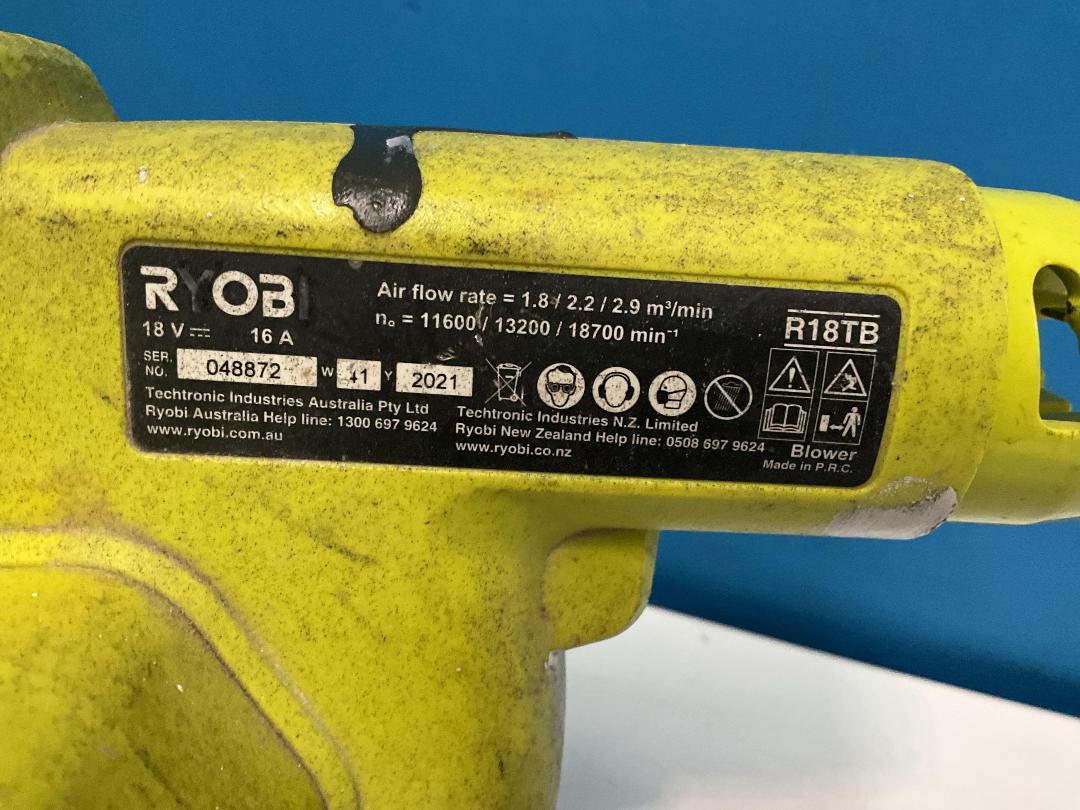 RYOBI
18 V ⎓ 16 A
SER. NO. 048872 W 41 Y 2021
Techtronic Industries Australia Pty Ltd
Ryobi Australia Help line: 1300 697 9624
www.ryobi.com.au
Air flow rate = 1.8 / 2.2 / 2.9 m³/min
n₀ = 11600 / 13200 / 18700 min⁻¹
Techtronic Industries N.Z. Limited
Ryobi New Zealand Help line: 0508 697 9624
www.ryobi.co.nz
R18TB
Blower
Made in P.R.C.